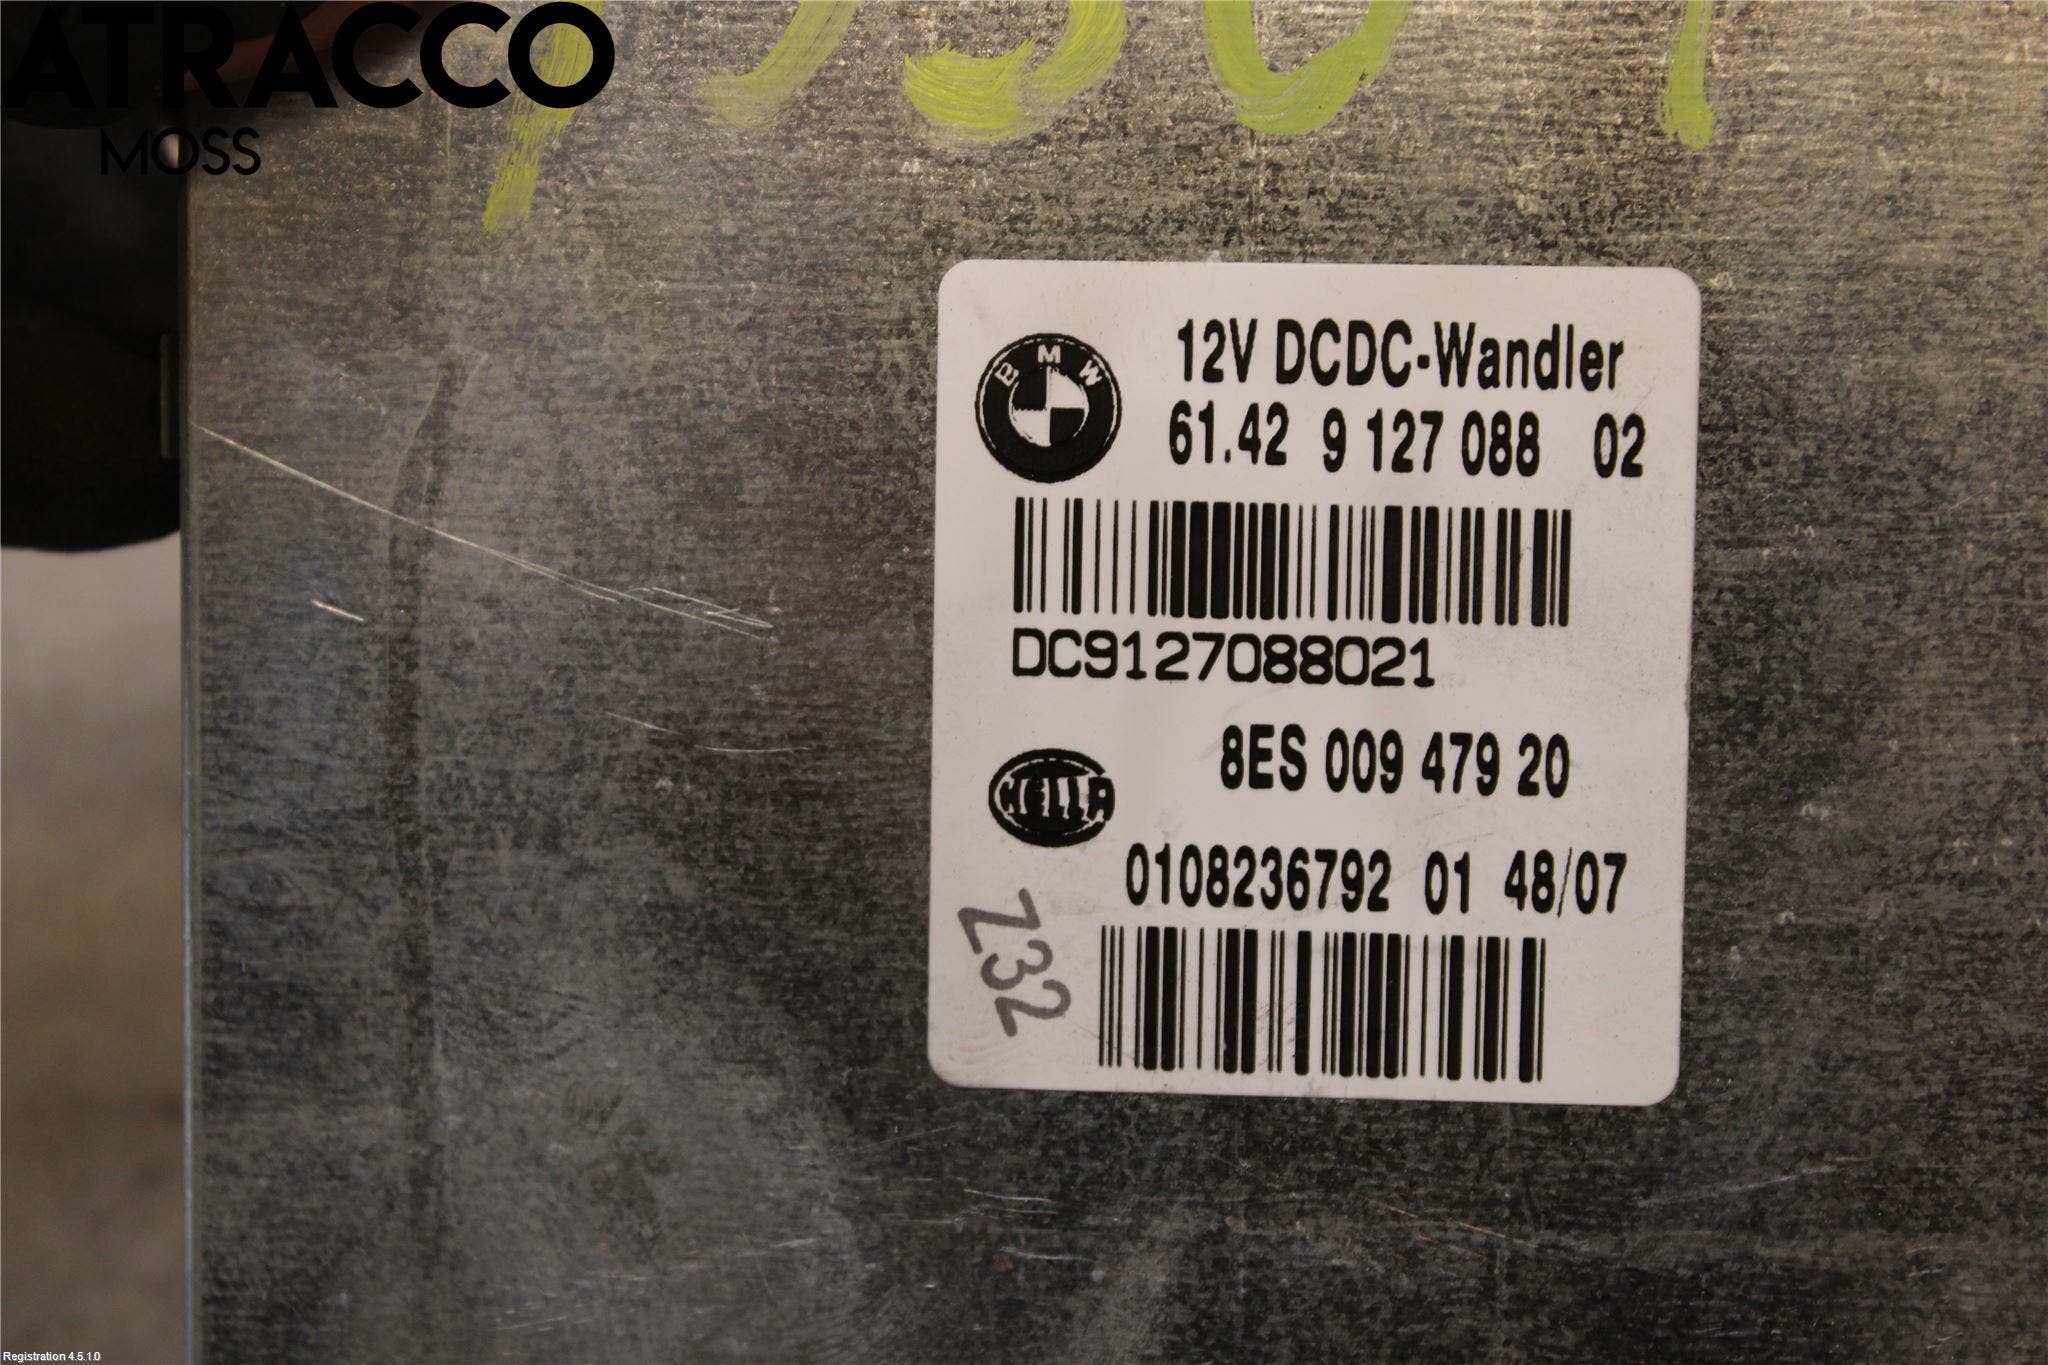 ATRACCO
MOSS
BMW
12V DCDC-Wandler
61.42 9 127 088 02
DC9127088021
8ES 009 479 20
HELLA
0108236792 01 48/07
Z32
Registration 4.5.1.0